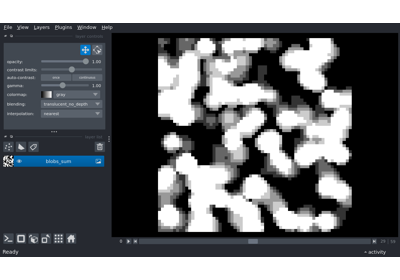 File View Layers Plugins Window Help
opacity: 1.00
contrast limits:
auto-contrast: once continuous
gamma: 1.00
colormap: gray
blending: translucent_no_depth
interpolation: nearest
blobs_sum
Ready
activity